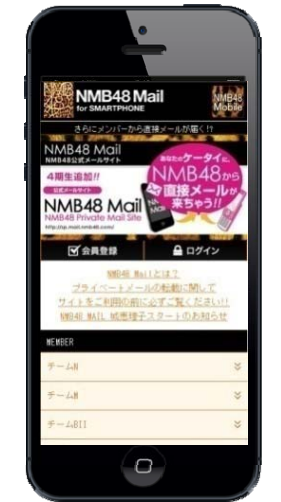 NMB48 Mail
for SMARTPHONE
NMB48
Mobile
さらにメンバーから直接メールが届く!?
NMB48 Mail
NMB48公式メールサイト
4期生追加!!
公式メールサイト
NMB48 Mail
NMB48 Private Mail Site
http://sp.mail.nmb48.com/
あなたのケータイに、
NMB48から
直接メールが
来ちゃう!!
会員登録
ログイン
NMB48 Mailとは?
プライベートメールの転載に関して
サイトをご利用の前に必ずご覧ください!!
NMB48 MAIL 城恵理子スタートのお知らせ
MEMBER
チームN
チームM
チームBII